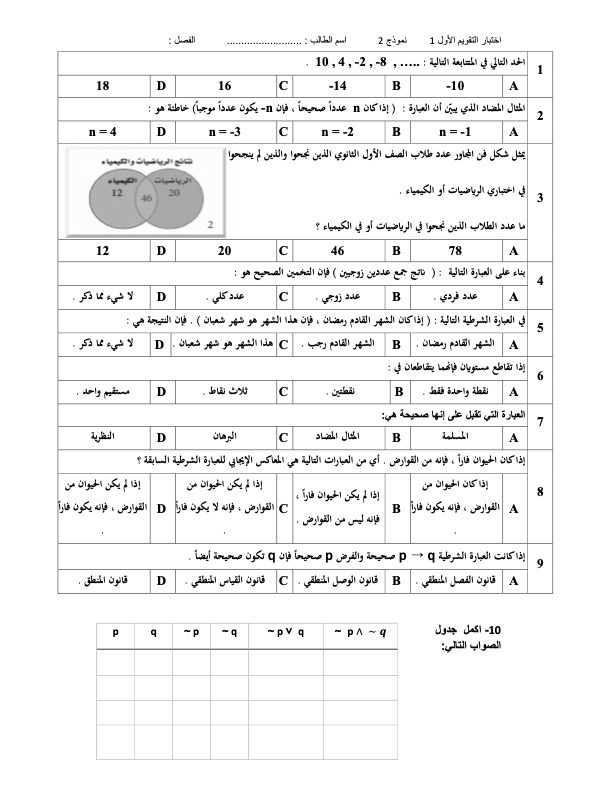 اختبار التقويم الأول 1 نموذج 2 اسم الطالب : .......................... الفصل :
1 الحد التالي في المتتابعة التالية : ..... , 8- , 2- , 4 , 10 .
A -10 B -14 C 16 D 18
2 المثال المضاد الذي يبيّن أن العبارة : ( إذا كان n عدداً صحيحاً ، فإن n- يكون عدداً موجباً) خاطئة هو :
A n = -1 B n = -2 C n = -3 D n = 4
3 يمثل شكل فن المجاور عدد طلاب الصف الأول الثانوي الذين نجحوا والذين لم ينجحوا
في اختباري الرياضيات أو الكيمياء .
ما عدد الطلاب الذين نجحوا في الرياضيات أو في الكيمياء ؟
نتائج الرياضيات والكيمياء
الرياضيات الكيمياء
20 46 12
2
A 78 B 46 C 20 D 12
4 بناء على العبارة التالية : ( ناتج جمع عددين زوجيين ) فإن التخمين الصحيح هو :
A عدد فردي . B عدد زوجي . C عدد كلي . D لا شيء مما ذكر .
5 في العبارة الشرطية التالية : ( إذا كان الشهر القادم رمضان ، فإن هذا الشهر هو شهر شعبان ) . فإن النتيجة هي :
A الشهر القادم رمضان . B الشهر القادم رجب . C هذا الشهر هو شهر شعبان . D لا شيء مما ذكر .
6 إذا تقاطع مستويان فإنهما يتقاطعان في :
A نقطة واحدة فقط . B نقطتين . C ثلاث نقاط . D مستقيم واحد .
7 العبارة التي تقبل على إنها صحيحة هي:
A المسلمة B المثال المضاد C البرهان D النظرية
8 إذا كان الحيوان فاراً ، فإنه من القوارض . أي من العبارات التالية هي المعاكس الإيجابي للعبارة الشرطية السابقة ؟
A إذا كان الحيوان من القوارض ، فإنه يكون فاراً .
B إذا لم يكن الحيوان فاراً ، فإنه ليس من القوارض .
C إذا لم يكن الحيوان من القوارض ، فإنه لا يكون فاراً .
D إذا لم يكن الحيوان من القوارض ، فإنه يكون فاراً .
9 إذا كانت العبارة الشرطية p → q صحيحة والفرض p صحيحاً فإن q تكون صحيحة أيضاً .
A قانون الفصل المنطقي . B قانون الوصل المنطقي . C قانون القياس المنطقي . D قانون المنطق .
10- اكمل جدول
الصواب التالي:
p q ~ p ~ q ~ p ∨ q ~ p ∧ ~ q